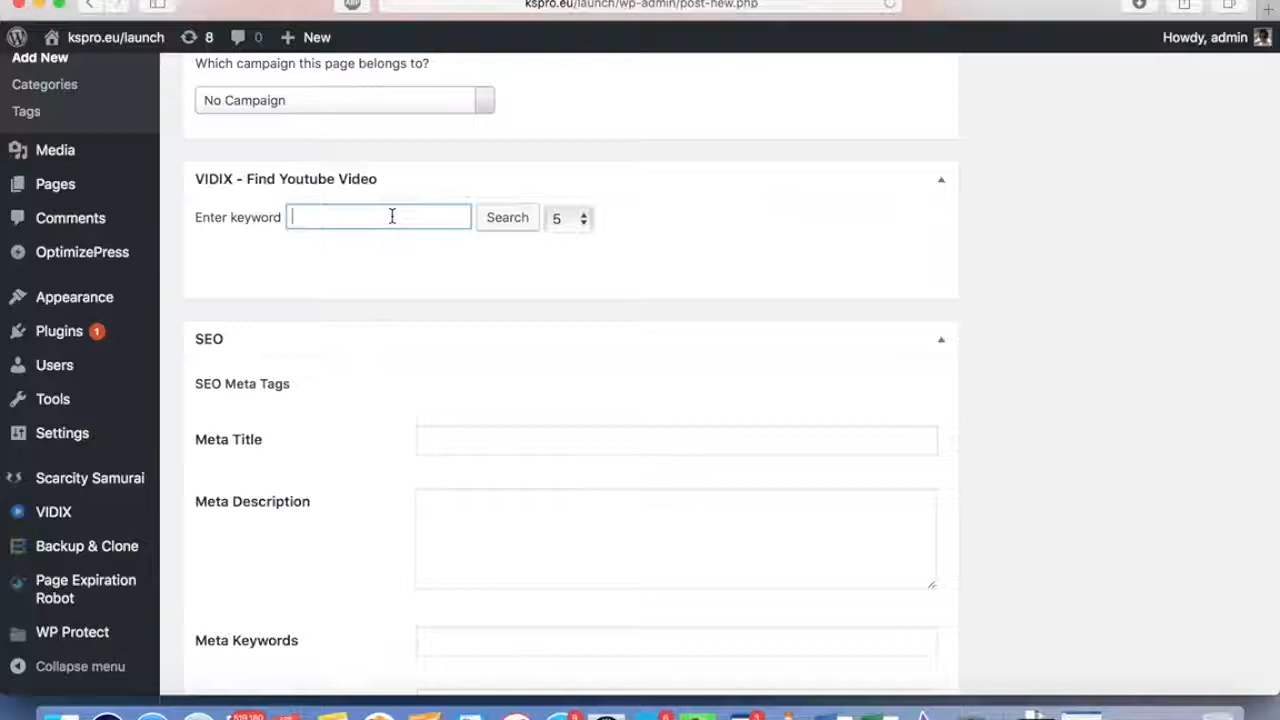 kspro.eu/launch/wp-admin/post-new.php
ABP
kspro.eu/launch
8
0
New
Howdy, admin
Add New
Categories
Tags
Media
Pages
Comments
OptimizePress
Appearance
Plugins 1
Users
Tools
Settings
Scarcity Samurai
VIDIX
Backup & Clone
Page Expiration
Robot
WP Protect
Collapse menu
Which campaign this page belongs to?
No Campaign
VIDIX - Find Youtube Video
Enter keyword
Search
5
SEO
SEO Meta Tags
Meta Title
Meta Description
Meta Keywords